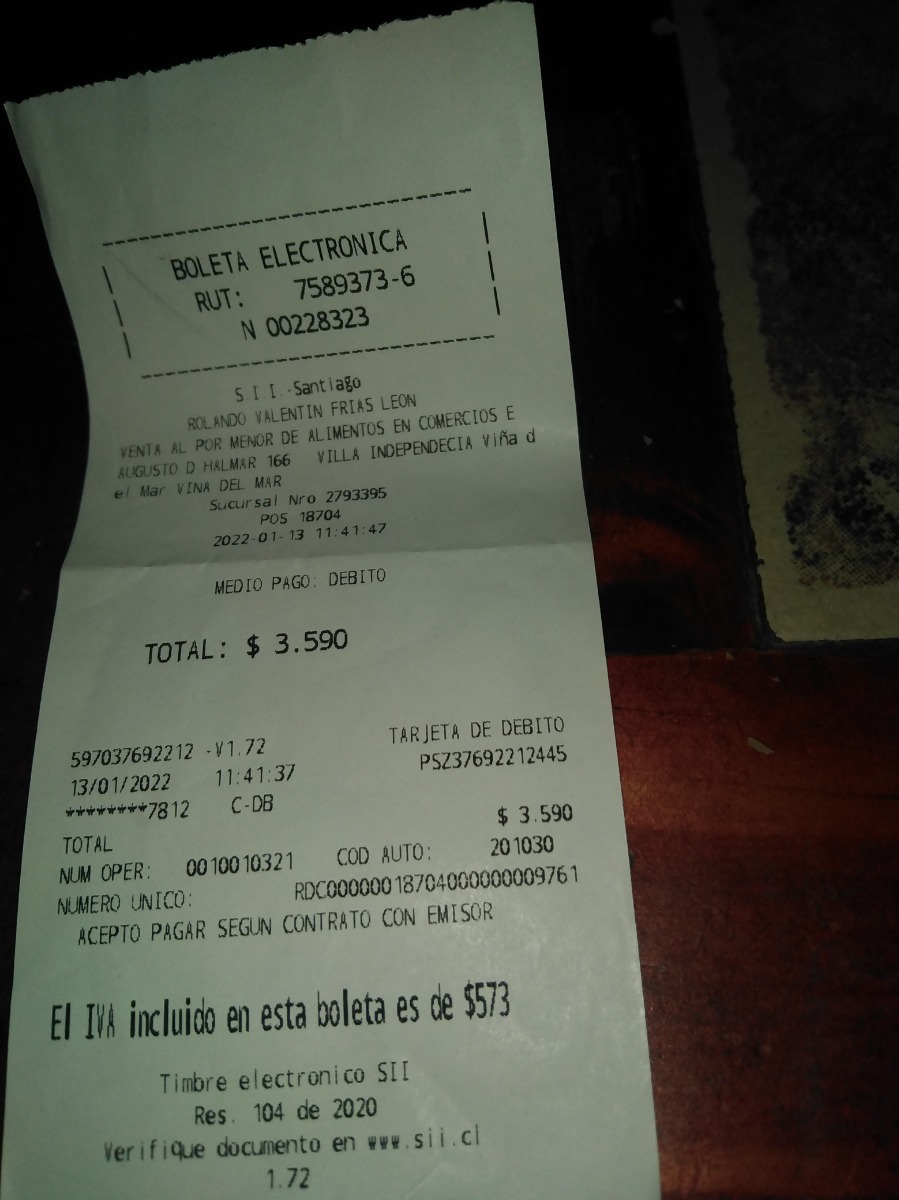 BOLETA ELECTRONICA
RUT: 7589373-6
N 00228323
S I I.-Santiago
ROLANDO VALENTIN FRIAS LEON
VENTA AL POR MENOR DE ALIMENTOS EN COMERCIOS E
AUGUSTO D HALMAR 166 VILLA INDEPENDECIA Viña d
el Mar VINA DEL MAR
Sucursal Nro 2793395
POS 18704
2022-01-13 11:41:47
MEDIO PAGO: DEBITO
TOTAL: $ 3.590
TARJETA DE DEBITO
597037692212 -V1.72 PSZ37692212445
13/01/2022 11:41:37
********7812 C-DB
TOTAL $ 3.590
NUM OPER: 0010010321 COD AUTO: 201030
NUMERO UNICO: RDC000000187040000000009761
ACEPTO PAGAR SEGUN CONTRATO CON EMISOR
El IVA incluido en esta boleta es de $573
Timbre electronico SII
Res. 104 de 2020
Verifique documento en www.sii.cl
1.72